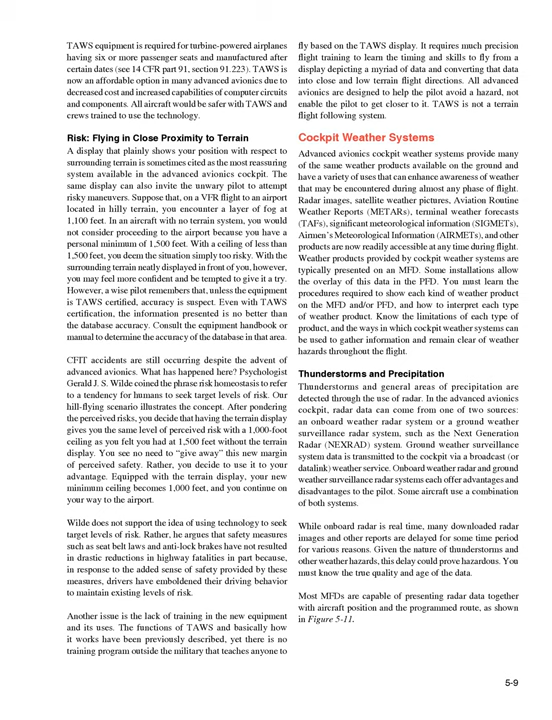 TAWS equipment is required for turbine-powered airplanes
having six or more passenger seats and manufactured after
certain dates (see 14 CFR part 91, section 91.223). TAWS is
now an affordable option in many advanced avionics due to
decreased cost and increased capabilities of computer circuits
and components. All aircraft would be safer with TAWS and
crews trained to use the technology.
Risk: Flying in Close Proximity to Terrain
A display that plainly shows your position with respect to
surrounding terrain is sometimes cited as the most reassuring
system available in the advanced avionics cockpit. The
same display can also invite the unwary pilot to attempt
risky maneuvers. Suppose that, on a VFR flight to an airport
located in hilly terrain, you encounter a layer of fog at
1,100 feet. In an aircraft with no terrain system, you would
not consider proceeding to the airport because you have a
personal minimum of 1,500 feet. With a ceiling of less than
1,500 feet, you deem the situation simply too risky. With the
surrounding terrain neatly displayed in front of you, however,
you may feel more confident and be tempted to give it a try.
However, a wise pilot remembers that, unless the equipment
is TAWS certified, accuracy is suspect. Even with TAWS
certification, the information presented is no better than
the database accuracy. Consult the equipment handbook or
manual to determine the accuracy of the database in that area.
CFIT accidents are still occurring despite the advent of
advanced avionics. What has happened here? Psychologist
Gerald J. S. Wilde coined the phrase risk homeostasis to refer
to a tendency for humans to seek target levels of risk. Our
hill-flying scenario illustrates the concept. After pondering
the perceived risks, you decide that having the terrain display
gives you the same level of perceived risk with a 1,000-foot
ceiling as you felt you had at 1,500 feet without the terrain
display. You see no need to “give away” this new margin
of perceived safety. Rather, you decide to use it to your
advantage. Equipped with the terrain display, your new
minimum ceiling becomes 1,000 feet, and you continue on
your way to the airport.
Wilde does not support the idea of using technology to seek
target levels of risk. Rather, he argues that safety measures
such as seat belt laws and anti-lock brakes have not resulted
in drastic reductions in highway fatalities in part because,
in response to the added sense of safety provided by these
measures, drivers have emboldened their driving behavior
to maintain existing levels of risk.
Another issue is the lack of training in the new equipment
and its uses. The functions of TAWS and basically how
it works have been previously described, yet there is no
training program outside the military that teaches anyone to
fly based on the TAWS display. It requires much precision
flight training to learn the timing and skills to fly from a
display depicting a myriad of data and converting that data
into close and low terrain flight directions. All advanced
avionics are designed to help the pilot avoid a hazard, not
enable the pilot to get closer to it. TAWS is not a terrain
flight following system.
Cockpit Weather Systems
Advanced avionics cockpit weather systems provide many
of the same weather products available on the ground and
have a variety of uses that can enhance awareness of weather
that may be encountered during almost any phase of flight.
Radar images, satellite weather pictures, Aviation Routine
Weather Reports (METARs), terminal weather forecasts
(TAFs), significant meteorological information (SIGMETs),
Airmen’s Meteorological Information (AIRMETs), and other
products are now readily accessible at any time during flight.
Weather products provided by cockpit weather systems are
typically presented on an MFD. Some installations allow
the overlay of this data in the PFD. You must learn the
procedures required to show each kind of weather product
on the MFD and/or PFD, and how to interpret each type
of weather product. Know the limitations of each type of
product, and the ways in which cockpit weather systems can
be used to gather information and remain clear of weather
hazards throughout the flight.
Thunderstorms and Precipitation
Thunderstorms and general areas of precipitation are
detected through the use of radar. In the advanced avionics
cockpit, radar data can come from one of two sources:
an onboard weather radar system or a ground weather
surveillance radar system, such as the Next Generation
Radar (NEXRAD) system. Ground weather surveillance
system data is transmitted to the cockpit via a broadcast (or
datalink) weather service. Onboard weather radar and ground
weather surveillance radar systems each offer advantages and
disadvantages to the pilot. Some aircraft use a combination
of both systems.
While onboard radar is real time, many downloaded radar
images and other reports are delayed for some time period
for various reasons. Given the nature of thunderstorms and
other weather hazards, this delay could prove hazardous. You
must know the true quality and age of the data.
Most MFDs are capable of presenting radar data together
with aircraft position and the programmed route, as shown
in Figure 5-11.
5-9